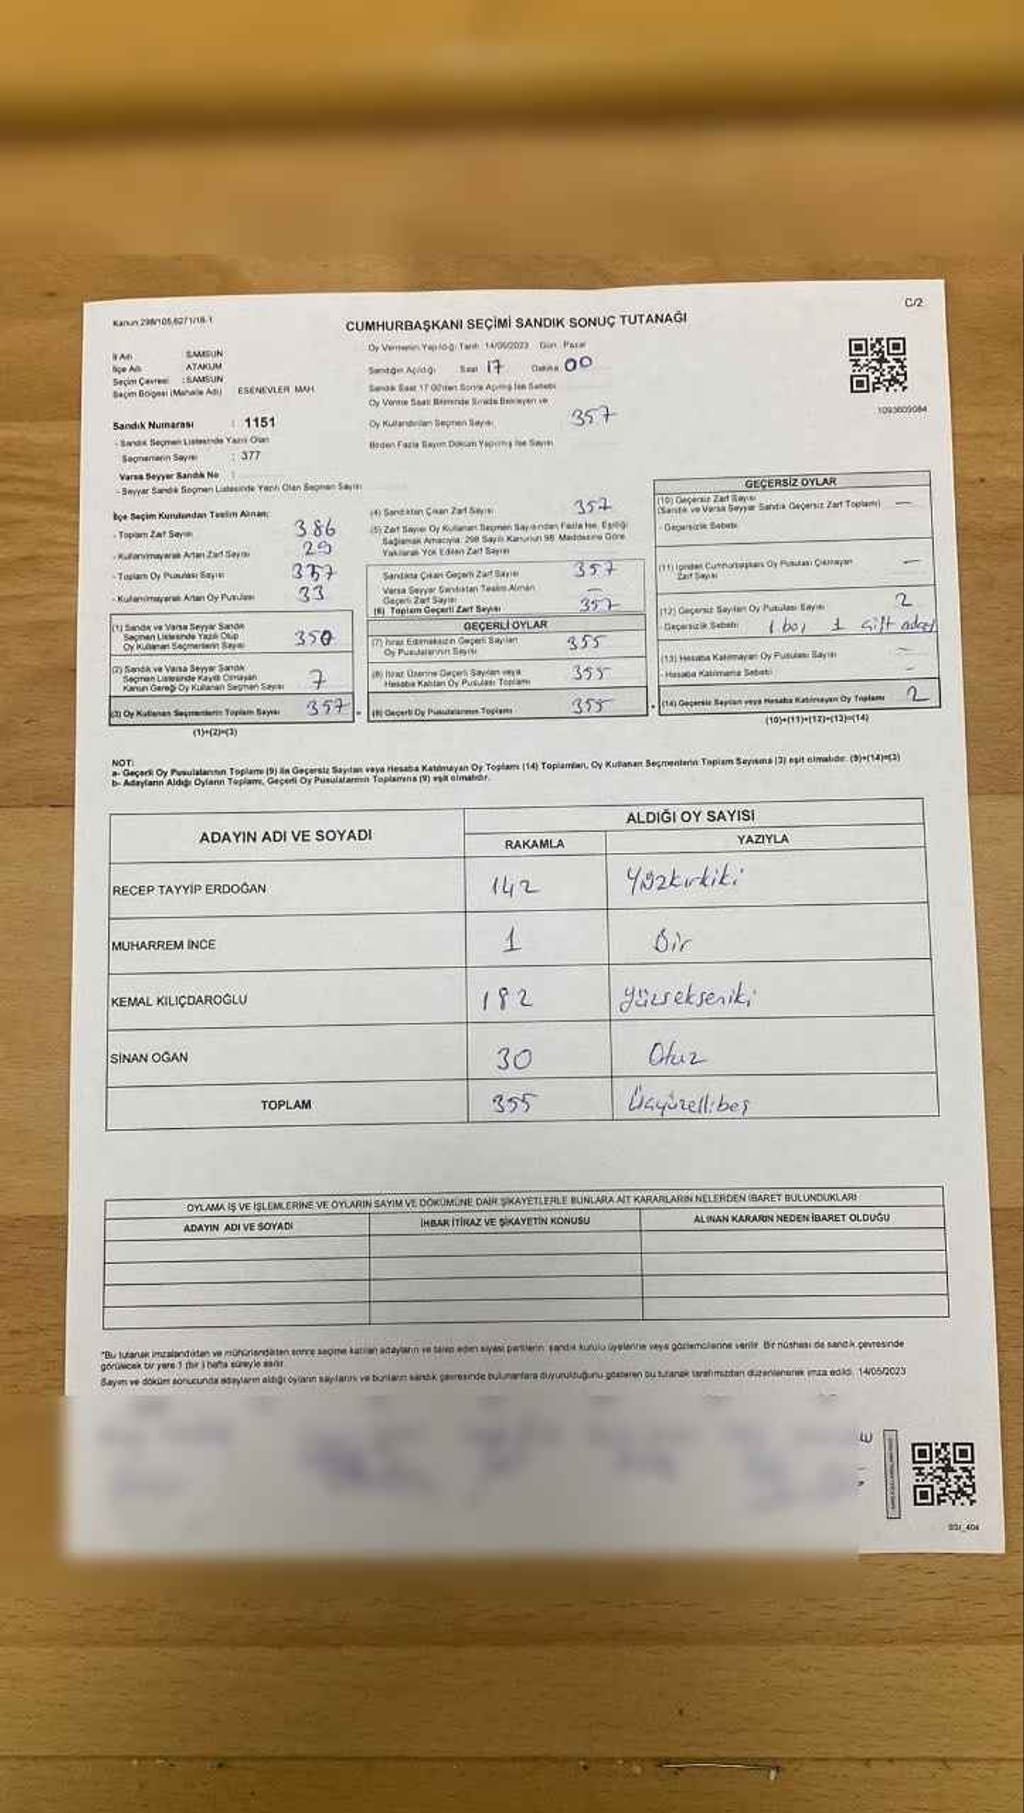 Kanun 298/105,6271/18-1
C/2
CUMHURBAŞKANI SEÇİMİ SANDIK SONUÇ TUTANAĞI
İl Adı SAMSUN
İlçe Adı ATAKUM
Seçim Çevresi : SAMSUN
Seçim Bölgesi (Mahalle Adı) ESENEVLER MAH.
Sandık Numarası : 1151
- Sandık Seçmen Listesinde Yazılı Olan
Seçmenlerin Sayısı : 377
Varsa Seyyar Sandık No :
- Seyyar Sandık Seçmen Listesinde Yazılı Olan Seçmen Sayısı
Oy Vermenin Yapıldığı Tarih 14/05/2023 Gün : Pazar
Sandığın Açıldığı Saat 17 Dakika 00
Sandık Saat 17:00'den Sonra Açılmış İse Sebebi
Oy Verme Saati Bitiminde Sırada Bekleyen ve
Oy Kullandırılan Seçmen Sayısı 357
Birden Fazla Sayım Döküm Yapılmış İse Sayısı
1093609084
İlçe Seçim Kurulundan Teslim Alınan:
- Toplam Zarf Sayısı 386
- Kullanılmayarak Artan Zarf Sayısı 29
- Toplam Oy Pusulası Sayısı
- Kullanılmayarak Artan Oy Pusulası 33
(1) Sandık ve Varsa Seyyar Sandık
Seçmen Listesinde Yazılı Olup
Oy Kullanan Seçmenlerin Sayısı 350
(2) Sandık ve Varsa Seyyar Sandık
Seçmen Listesinde Kayıtlı Olmayan
Kanun Gereği Oy Kullanan Seçmen Sayısı 7
(3) Oy Kullanan Seçmenlerin Toplam Sayısı 357
(1)+(2)=(3)
(4) Sandıktan Çıkan Zarf Sayısı 357
(5) Zarf Sayısı Oy Kullanan Seçmen Sayısından Fazla İse, Eşitliği
Sağlamak Amacıyla; 298 Sayılı Kanunun 98. Maddesine Göre
Yakılarak Yok Edilen Zarf Sayısı
Sandıkta Çıkan Geçerli Zarf Sayısı 357
Varsa Seyyar Sandıktan Teslim Alınan
Geçerli Zarf Sayısı —
(6) Toplam Geçerli Zarf Sayısı 357
GEÇERLİ OYLAR
(7) İtiraz Edilmeksizin Geçerli Sayılan
Oy Pusulalarının Sayısı 355
(8) İtiraz Üzerine Geçerli Sayılan veya
Hesaba Katılan Oy Pusulası Toplamı 355
(9) Geçerli Oy Pusulalarının Toplamı 355
GEÇERSİZ OYLAR
(10) Geçersiz Zarf Sayısı
(Sandık ve Varsa Seyyar Sandık Geçersiz Zarf Toplamı) —
- Geçersizlik Sebebi
(11) İçinden Cumhurbaşkanı Oy Pusulası Çıkmayan
Zarf Sayısı —
(12) Geçersiz Sayılan Oy Pusulası Sayısı 2
- Geçersizlik Sebebi 1 boş 1 çift
(13) Hesaba Katılmayan Oy Pusulası Sayısı —
- Hesaba Katılmama Sebebi —
(14) Geçersiz Sayılan veya Hesaba Katılmayan Oy Toplamı 2
(10)+(11)+(12)+(13)=(14)
NOT:
a- Geçerli Oy Pusulalarının Toplamı (9) ile Geçersiz Sayılan veya Hesaba Katılmayan Oy Toplamı (14) Toplamları, Oy Kullanan Seçmenlerin Toplam Sayısına (3) eşit olmalıdır. (9)+(14)=(3)
b- Adayların Aldığı Oyların Toplamı, Geçerli Oy Pusulalarının Toplamına (9) eşit olmalıdır.
ADAYIN ADI VE SOYADI ALDIĞI OY SAYISI
RAKAMLA YAZIYLA
RECEP TAYYİP ERDOĞAN 142 Yüzkırkiki
MUHARREM İNCE 1 Bir
KEMAL KILIÇDAROĞLU 182 yüzsekseniki
SİNAN OĞAN 30 Otuz
TOPLAM 355 Üçyüzellibeş
OYLAMA İŞ VE İŞLEMLERİNE VE OYLARIN SAYIM VE DÖKÜMÜNE DAİR ŞİKAYETLERLE BUNLARA AİT KARARLARIN NELERDEN İBARET BULUNDUKLARI
ADAYIN ADI VE SOYADI İHBAR İTİRAZ VE ŞİKAYETİN KONUSU ALINAN KARARIN NEDEN İBARET OLDUĞU
"Bu tutanak imzalandıktan ve mühürlendikten sonra seçime katılan adayların ve talep eden siyasi partilerin sandık kurulu üyelerine veya gözlemcilerine verilir. Bir nüshası da sandık çevresinde
görülecek bir yere 1 (bir) hafta süreyle asılır.
Sayım ve döküm sonucunda adayların aldığı oyların sayılarını ve bunların sandık çevresinde bulunanlara duyurulduğunu gösteren bu tutanak tarafımızdan düzenlenerek imza edildi. 14/05/2023